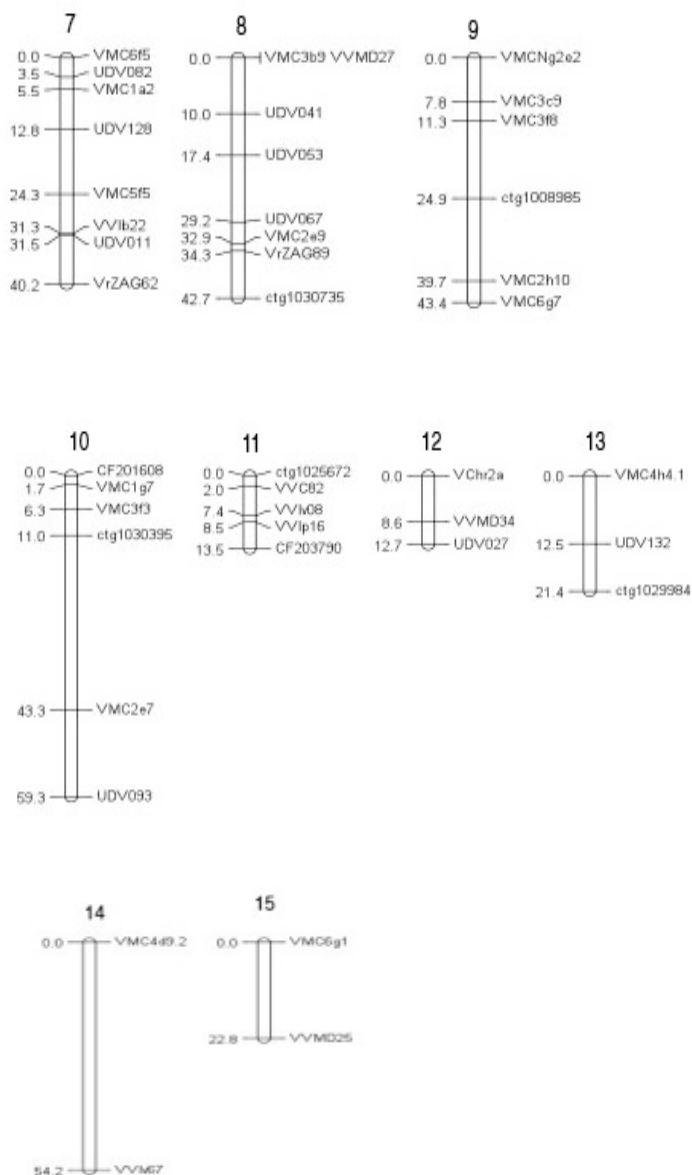 7
0.0 VMC6f5
3.5 UDV082
5.5 VMC1a2
12.8 UDV128
24.3 VMC5f5
31.3 VVIb22
31.5 UDV011
40.2 VrZAG62
8
0.0 VMC3b9 VVMD27
10.0 UDV041
17.4 UDV053
29.2 UDV067
32.9 VMC2e9
34.3 VrZAG89
42.7 ctg1030735
9
0.0 VMCNg2e2
7.8 VMC3c9
11.3 VMC3f8
24.9 ctg1008985
39.7 VMC2h10
43.4 VMC6g7
10
0.0 CF201608
1.7 VMC1g7
6.3 VMC3f3
11.0 ctg1030395
43.3 VMC2e7
59.3 UDV093
11
0.0 ctg1025672
2.0 VVC82
7.4
8.5 VVIp16
13.5 CF203790
12
0.0 VChr2a
8.6 VVMD34
12.7 UDV027
13
0.0 VMC4h4.1
12.5 UDV132
21.4 ctg1029984
14
0.0 VMC4d9.2
54.2
15
0.0 VMC6g1
22.8 VVMD25